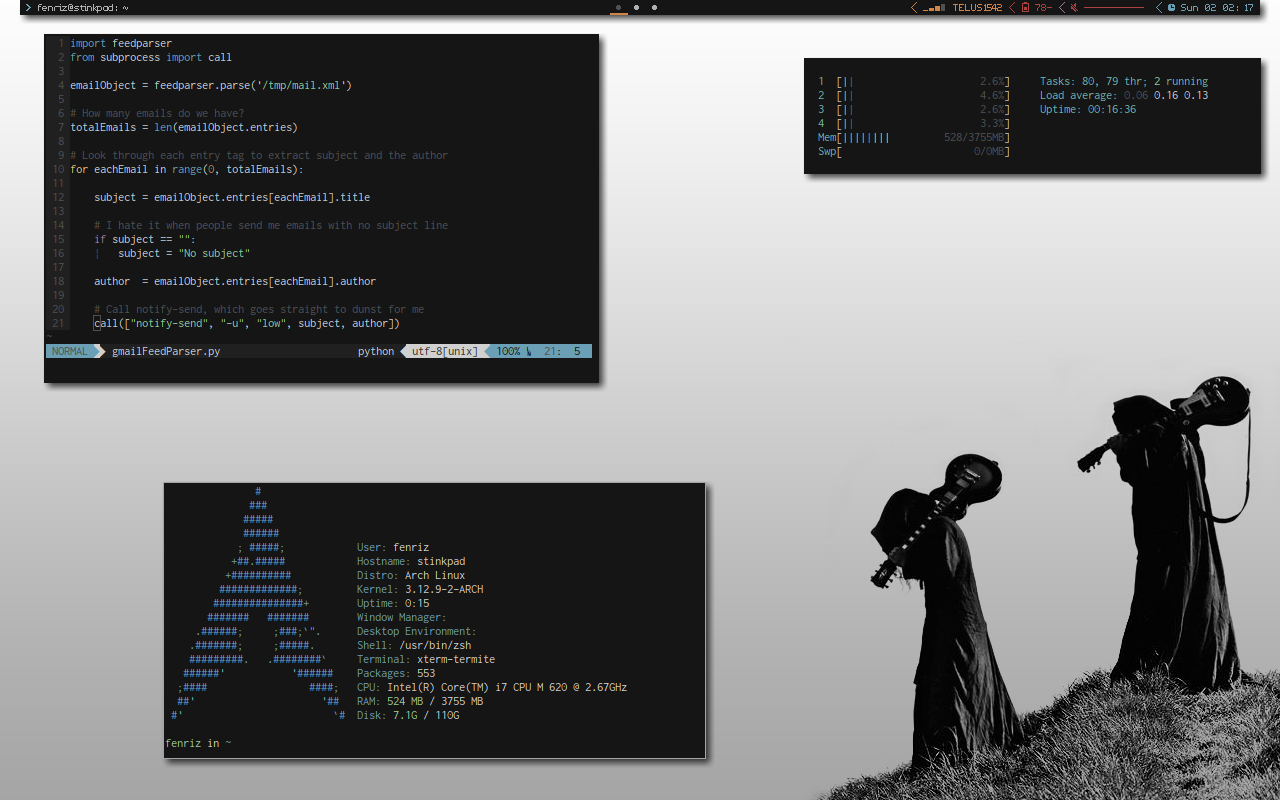 fenriz@stinkpad: ~
TELUS1542 78- Sun 02 02: 17
1 import feedparser
2 from subprocess import call
3
4 emailObject = feedparser.parse('/tmp/mail.xml')
5
6 # How many emails do we have?
7 totalEmails = len(emailObject.entries)
8
9 # Look through each entry tag to extract subject and the author
10 for eachEmail in range(0, totalEmails):
11
12 subject = emailObject.entries[eachEmail].title
13
14 # I hate it when people send me emails with no subject line
15 if subject == "":
16 ¦ subject = "No subject"
17
18 author  = emailObject.entries[eachEmail].author
19
20 # Call notify-send, which goes straight to dunst for me
21 call(["notify-send", "-u", "low", subject, author])
~
NORMAL gmailFeedParser.py python utf-8[unix] 100% 21: 5
1 [|| 2.6%] Tasks: 80, 79 thr; 2 running
2 [|| 4.6%] Load average: 0.06 0.16 0.13
3 [|| 2.6%] Uptime: 00:16:36
4 [|| 3.3%]
Mem[|||||||| 528/3755MB]
Swp[ 0/0MB]
#
###
#####
######
; #####; User: fenriz
+##.##### Hostname: stinkpad
+########## Distro: Arch Linux
#############; Kernel: 3.12.9-2-ARCH
###############+ Uptime: 0:15
#######   ####### Window Manager:
.######;     ;###;`". Desktop Environment:
.#######;     ;#####. Shell: /usr/bin/zsh
#########.   .########` Terminal: xterm-termite
######'           '###### Packages: 553
;####                 ####; CPU: Intel(R) Core(TM) i7 CPU M 620 @ 2.67GHz
##'                     '## RAM: 524 MB / 3755 MB
#'                         `# Disk: 7.1G / 110G
fenriz in ~